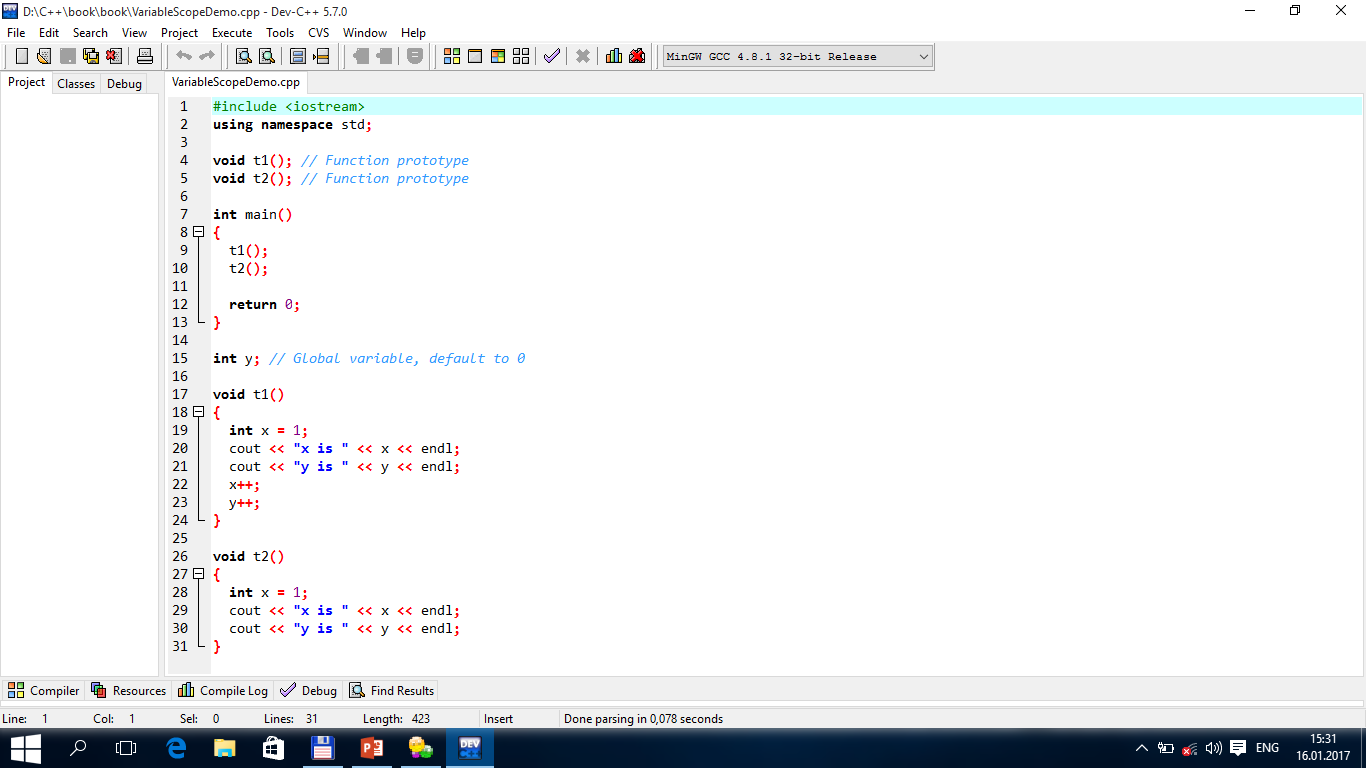 D:\C++\book\book\VariableScopeDemo.cpp - Dev-C++ 5.7.0
File Edit Search View Project Execute Tools CVS Window Help
MinGW GCC 4.8.1 32-bit Release
Project Classes Debug VariableScopeDemo.cpp
1 #include <iostream>
2 using namespace std;
3
4 void t1(); // Function prototype
5 void t2(); // Function prototype
6
7 int main()
8 {
9 t1();
10 t2();
11
12 return 0;
13 }
14
15 int y; // Global variable, default to 0
16
17 void t1()
18 {
19 int x = 1;
20 cout << "x is " << x << endl;
21 cout << "y is " << y << endl;
22 x++;
23 y++;
24 }
25
26 void t2()
27 {
28 int x = 1;
29 cout << "x is " << x << endl;
30 cout << "y is " << y << endl;
31 }
Compiler Resources Compile Log Debug Find Results
Line: 1 Col: 1 Sel: 0 Lines: 31 Length: 423 Insert Done parsing in 0,078 seconds
DEV
ENG
15:31
16.01.2017